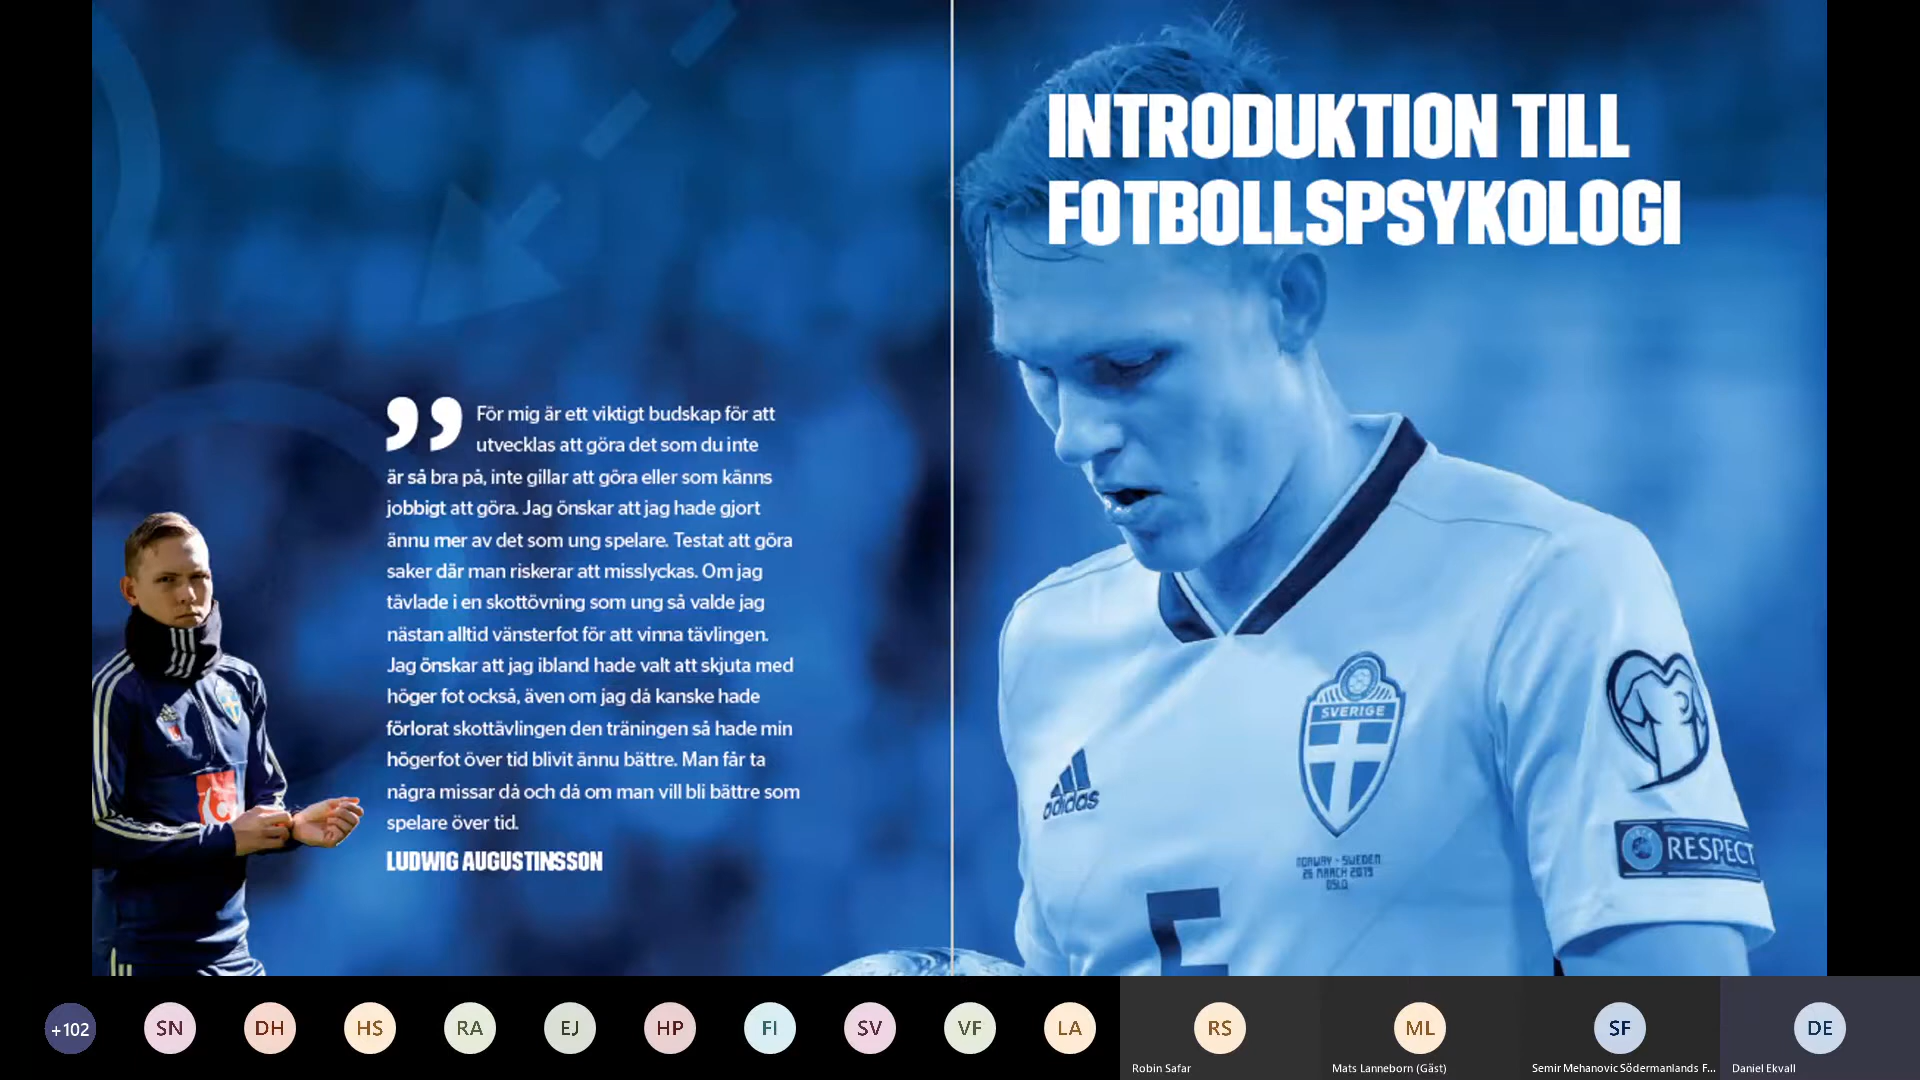 INTRODUKTION TILL
FOTBOLLSPSYKOLOGI
För mig är ett viktigt budskap för att
utvecklas att göra det som du inte
är så bra på, inte gillar att göra eller som känns
jobbigt att göra. Jag önskar att jag hade gjort
ännu mer av det som ung spelare. Testat att göra
saker där man riskerar att misslyckas. Om jag
tävlade i en skottövning som ung så valde jag
nästan alltid vänsterfot för att vinna tävlingen.
Jag önskar att jag ibland hade valt att skjuta med
höger fot också, även om jag då kanske hade
förlorat skottävlingen den träningen så hade min
högerfot över tid blivit ännu bättre. Man får ta
några missar då och då om man vill bli bättre som
spelare över tid.
LUDWIG AUGUSTINSSON
SVERIGE
adidas
RESPECT
NORWAY - SWEDEN
26 MARCH 2019
OSLO
5
+102
SN
DH
HS
RA
EJ
HP
FI
SV
VF
LA
RS
ML
SF
DE
Robin Safar
Mats Lanneborn (Gäst)
Semir Mehanovic Södermanlands F...
Daniel Ekvall